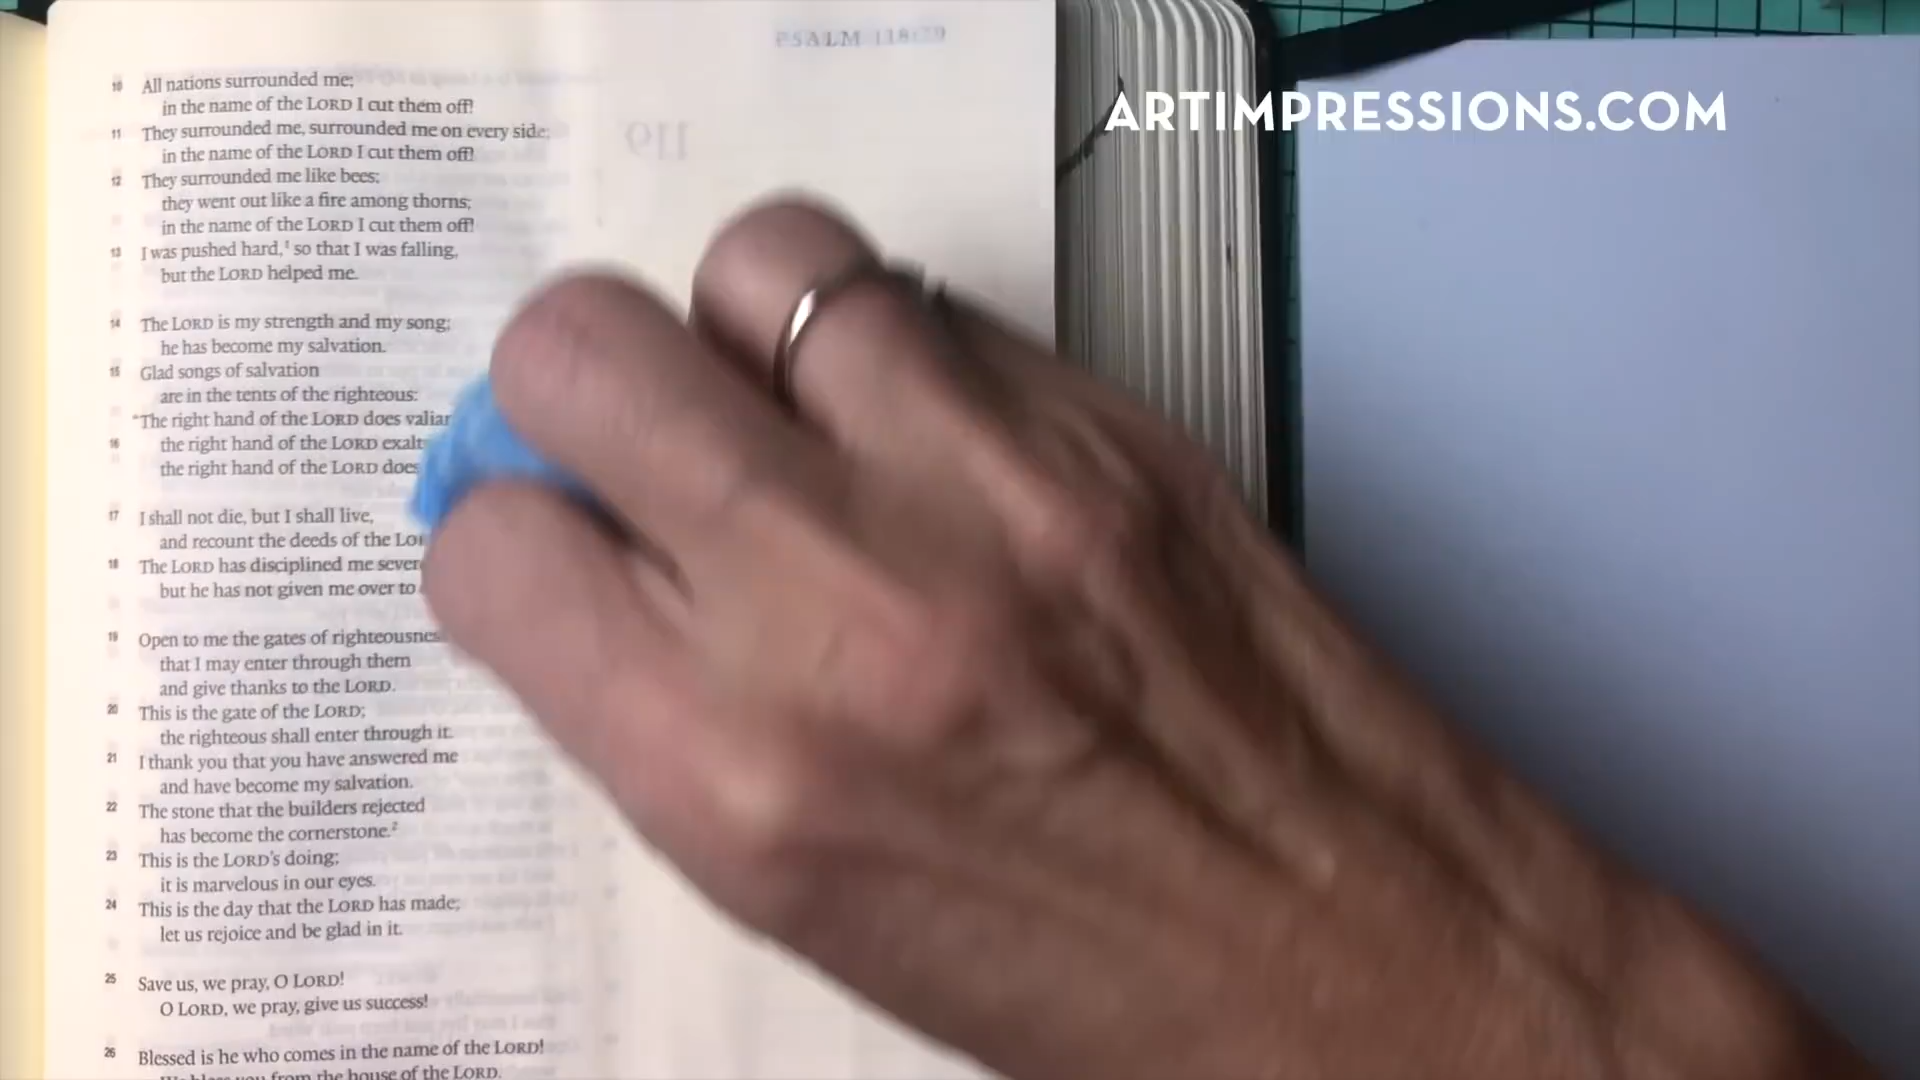 PSALM 118:29
ARTIMPRESSIONS.COM
119
10 All nations surrounded me;
in the name of the LORD I cut them off!
11 They surrounded me, surrounded me on every side;
in the name of the LORD I cut them off!
12 They surrounded me like bees;
they went out like a fire among thorns;
in the name of the LORD I cut them off!
13 I was pushed hard,¹ so that I was falling,
but the LORD helped me.
14 The LORD is my strength and my song;
he has become my salvation.
15 Glad songs of salvation
are in the tents of the righteous:
“The right hand of the LORD does
16 the right hand of the LORD
the right hand of the LORD does
17 I shall not die, but I shall live,
and recount the deeds of the
18 The LORD has disciplined me
but he has not given me over to
19 Open to me the gates of
that I may enter through them
and give thanks to the LORD.
20 This is the gate of the LORD;
the righteous shall enter through it.
21 I thank you that you have answered me
and have become my salvation.
22 The stone that the builders rejected
has become the cornerstone.²
23 This is the LORD's doing;
it is marvelous in our eyes.
24 This is the day that the LORD has made;
let us rejoice and be glad in it.
25 Save us, we pray, O LORD!
O LORD, we pray, give us success!
26 Blessed is he who comes in the name of the LORD!
We bless you from the house of the LORD.